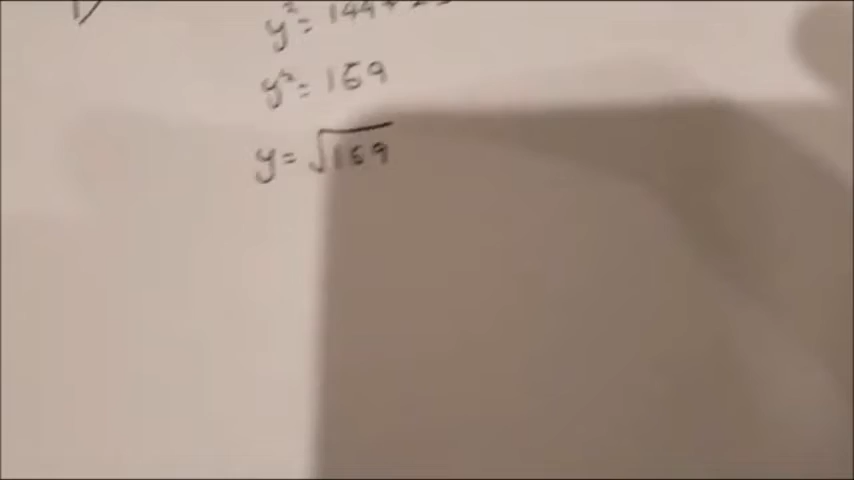 y² = 144 +
y² = 169
y = √169